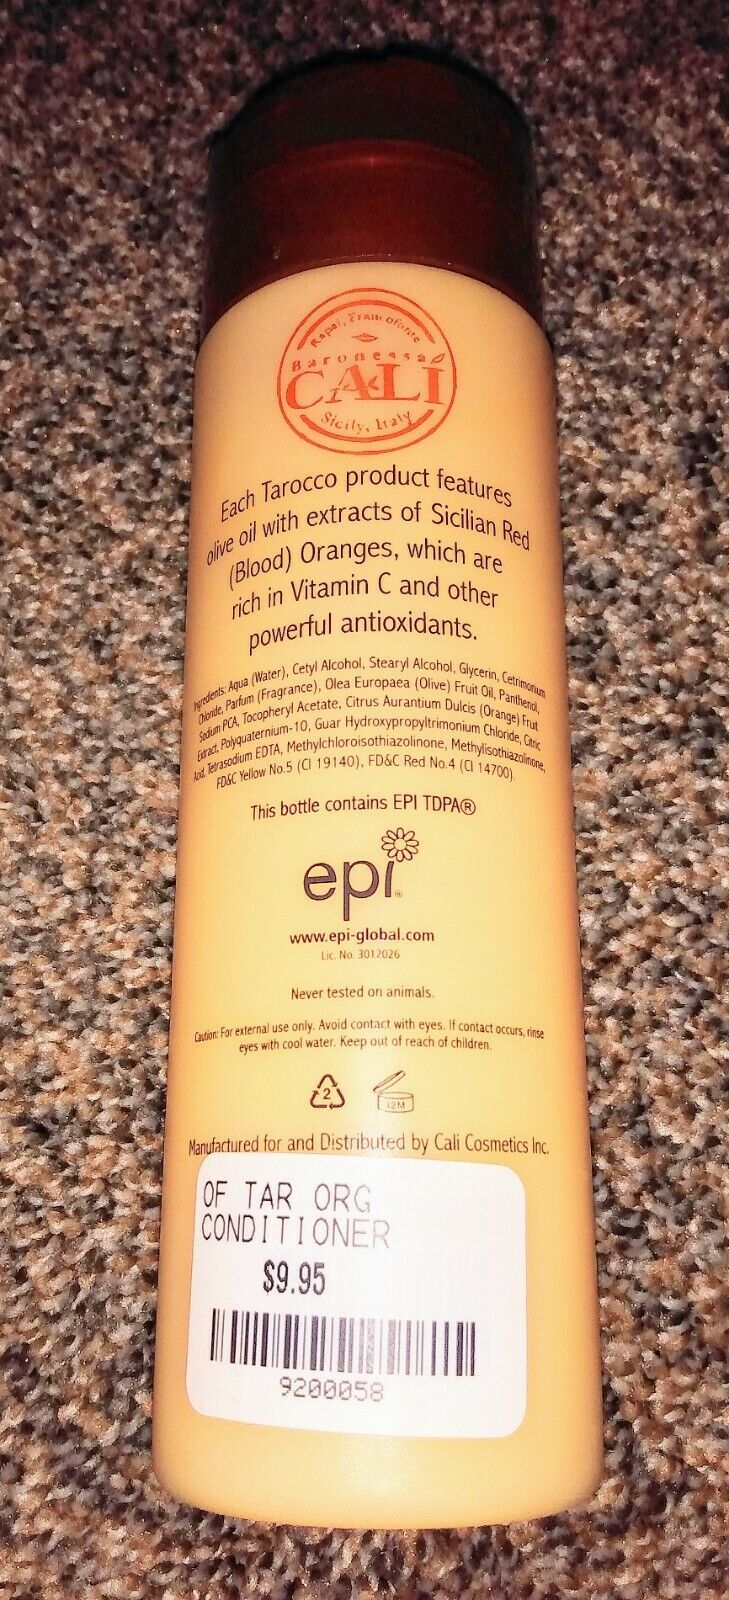 Rapai, Francofonte
Baronessa
CALI
Sicily, Italy
Each Tarocco product features
olive oil with extracts of Sicilian Red
(Blood) Oranges, which are
rich in Vitamin C and other
powerful antioxidants.
Ingredients: Aqua (Water), Cetyl Alcohol, Stearyl Alcohol, Glycerin, Cetrimonium
Chloride, Parfum (Fragrance), Olea Europaea (Olive) Fruit Oil, Panthenol,
Sodium PCA, Tocopheryl Acetate, Citrus Aurantium Dulcis (Orange) Fruit
Extract, Polyquaternium-10, Guar Hydroxypropyltrimonium Chloride, Citric
Acid, Tetrasodium EDTA, Methylchloroisothiazolinone, Methylisothiazolinone,
FD&C Yellow No.5 (CI 19140), FD&C Red No.4 (CI 14700).
This bottle contains EPI TDPA®
epi®
www.epi-global.com
Lic. No. 3012026
Never tested on animals.
Caution: For external use only. Avoid contact with eyes. If contact occurs, rinse
eyes with cool water. Keep out of reach of children.
2 12M
Manufactured for and Distributed by Cali Cosmetics Inc.
OF TAR ORG
CONDITIONER
$9.95
9200058